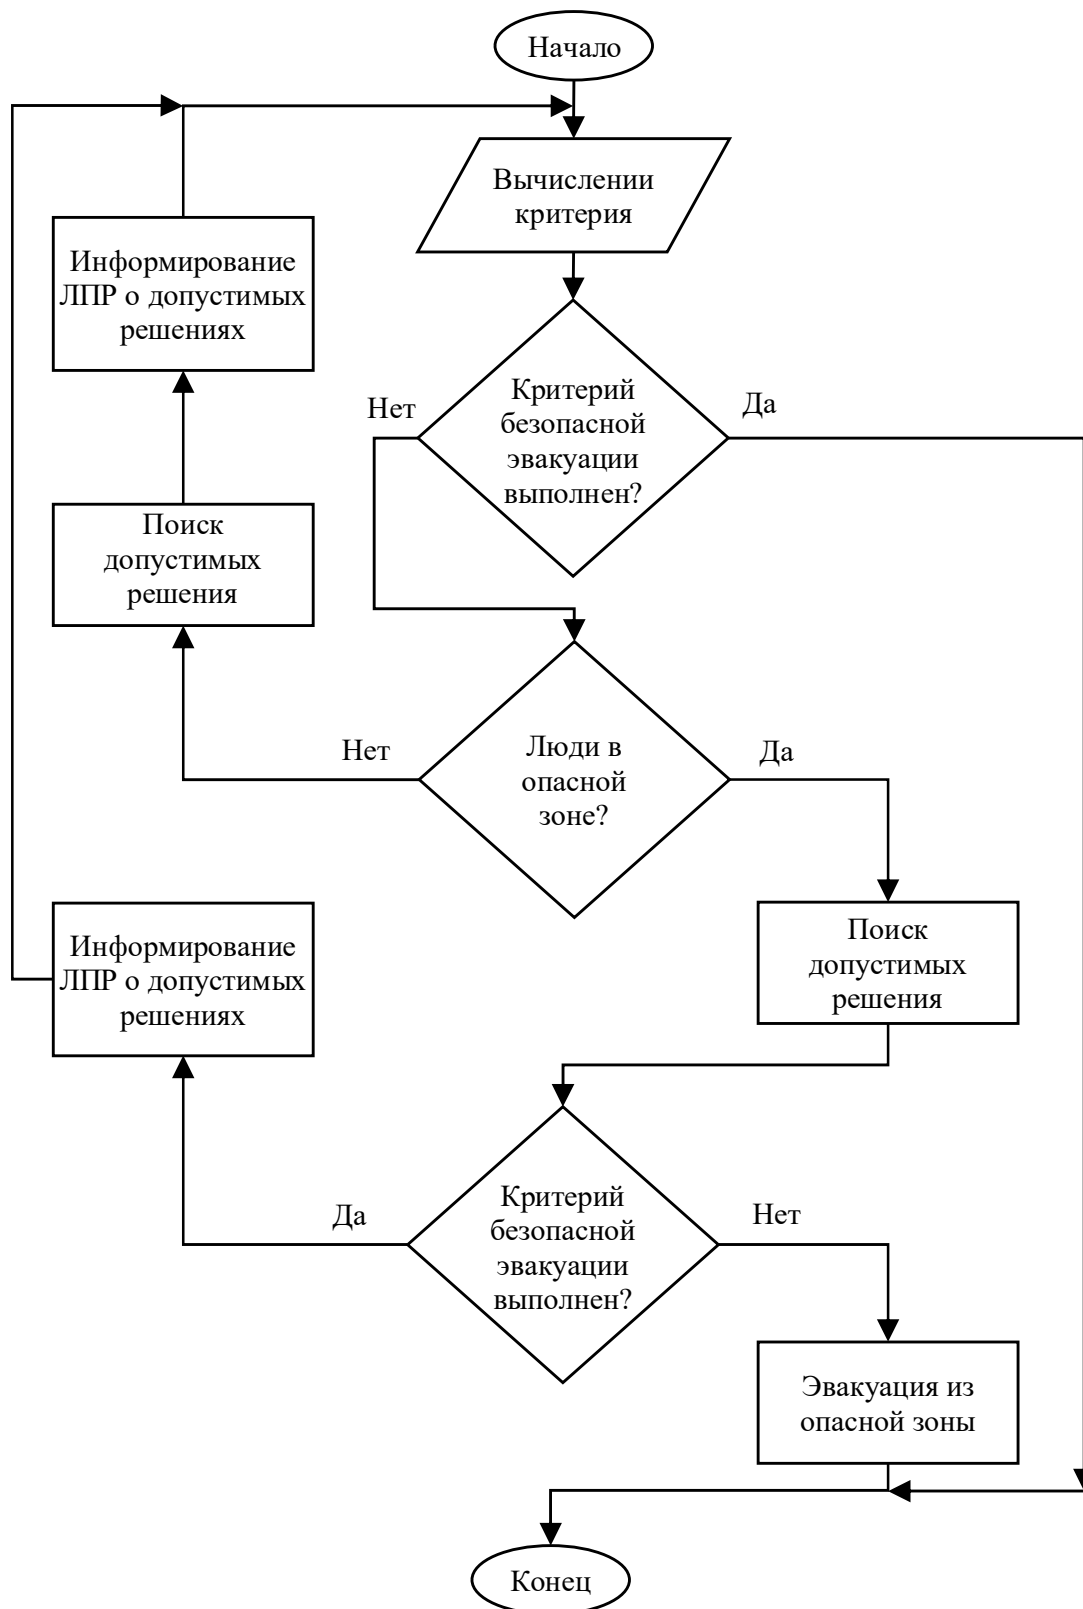 Начало
Вычислении
критерия
Информирование
ЛПР о допустимых
решениях
Критерий
безопасной
эвакуации
выполнен?
Нет
Да
Поиск
допустимых
решения
Люди в
опасной
зоне?
Нет
Да
Информирование
ЛПР о допустимых
решениях
Поиск
допустимых
решения
Критерий
безопасной
эвакуации
выполнен?
Да
Нет
Эвакуация из
опасной зоны
Конец